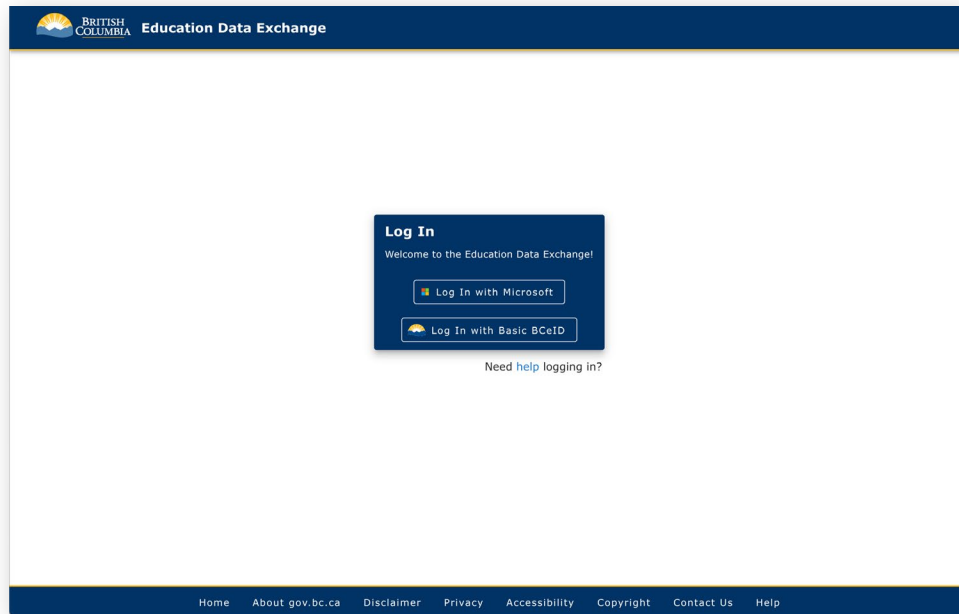 BRITISH
COLUMBIA
Education Data Exchange
Log In
Welcome to the Education Data Exchange!
Log In with Microsoft
Log In with Basic BCeID
Need help logging in?
Home About gov.bc.ca Disclaimer Privacy Accessibility Copyright Contact Us Help